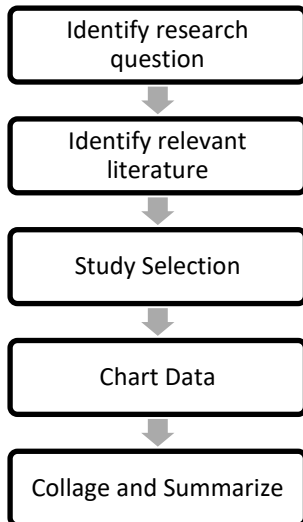 Identify research
question
Identify relevant
literature
Study Selection
Chart Data
Collage and Summarize